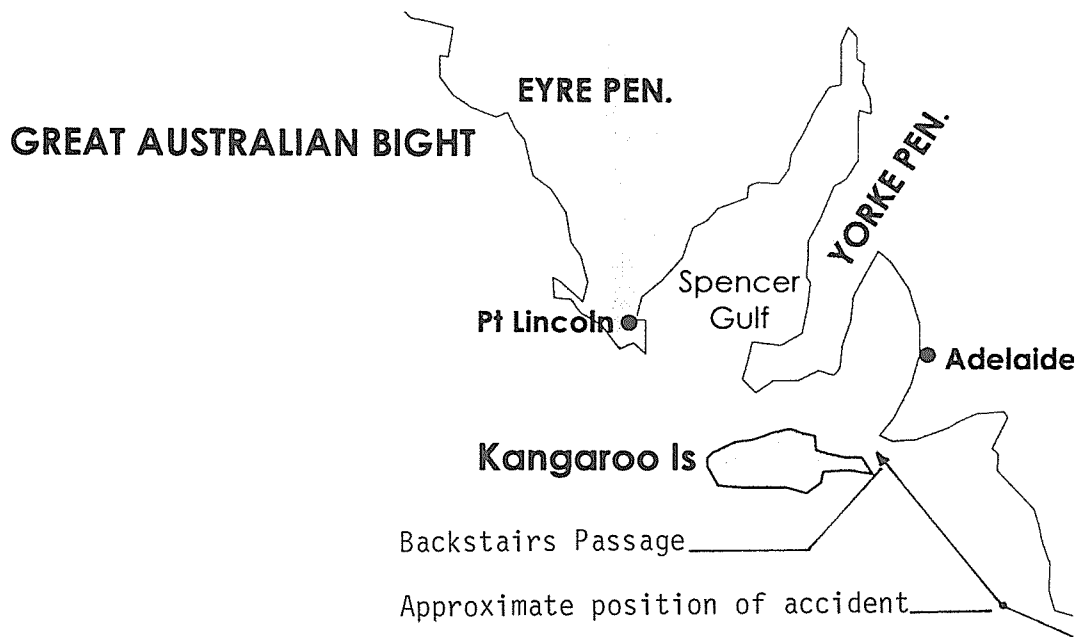 EYRE PEN.
GREAT AUSTRALIAN BIGHT
YORKE PEN.
Spencer
Gulf
Pt Lincoln
Adelaide
Kangaroo Is
Backstairs Passage
Approximate position of accident